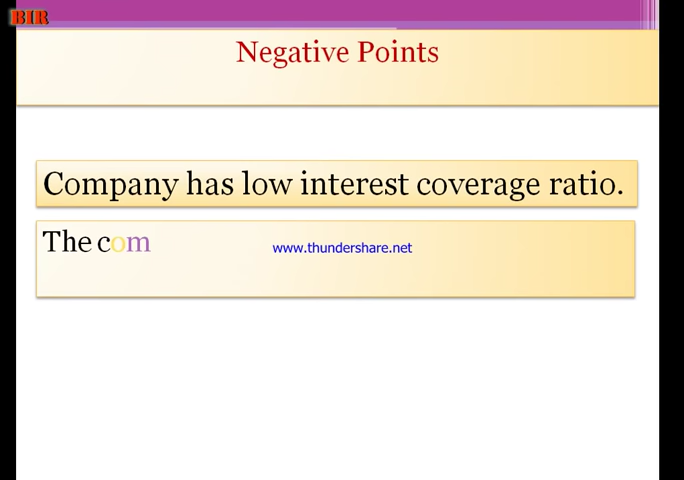 BIR
Negative Points
Company has low interest coverage ratio.
The com
www.thundershare.net